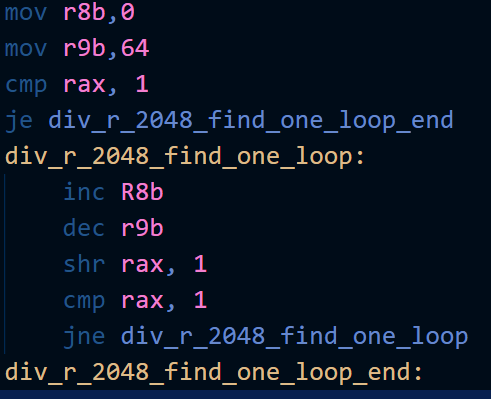 mov r8b,0
mov r9b,64
cmp rax, 1
je div_r_2048_find_one_loop_end
div_r_2048_find_one_loop:
inc R8b
dec r9b
shr rax, 1
cmp rax, 1
jne div_r_2048_find_one_loop
div_r_2048_find_one_loop_end: